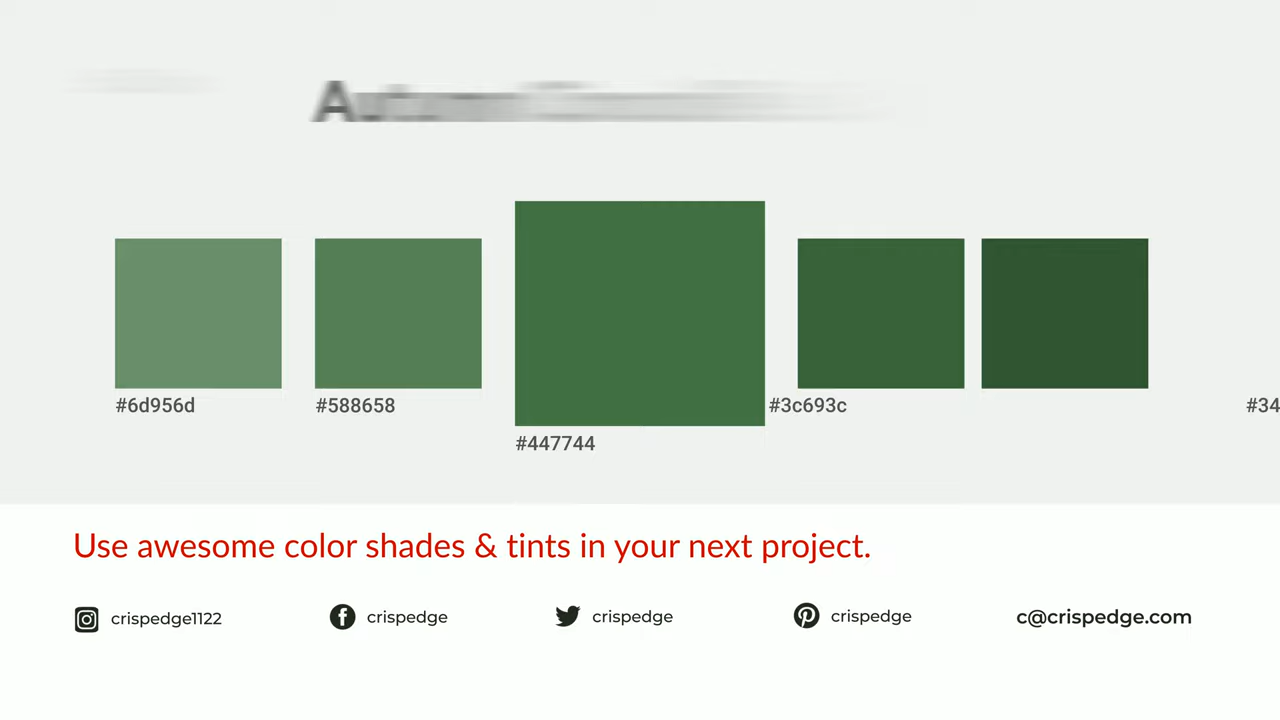 #6d956d
#588658
#447744
#3c693c
#34
Use awesome color shades & tints in your next project.
crispedge1122
crispedge
crispedge
crispedge
c@crispedge.com